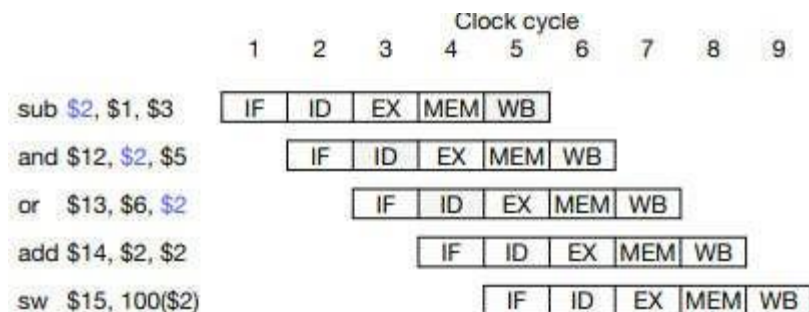 Clock cycle
1 2 3 4 5 6 7 8 9
sub $2, $1, $3 IF ID EX MEM WB
and $12, $2, $5 IF ID EX MEM WB
or $13, $6, $2 IF ID EX MEM WB
add $14, $2, $2 IF ID EX MEM WB
sw $15, 100($2) IF ID EX MEM WB